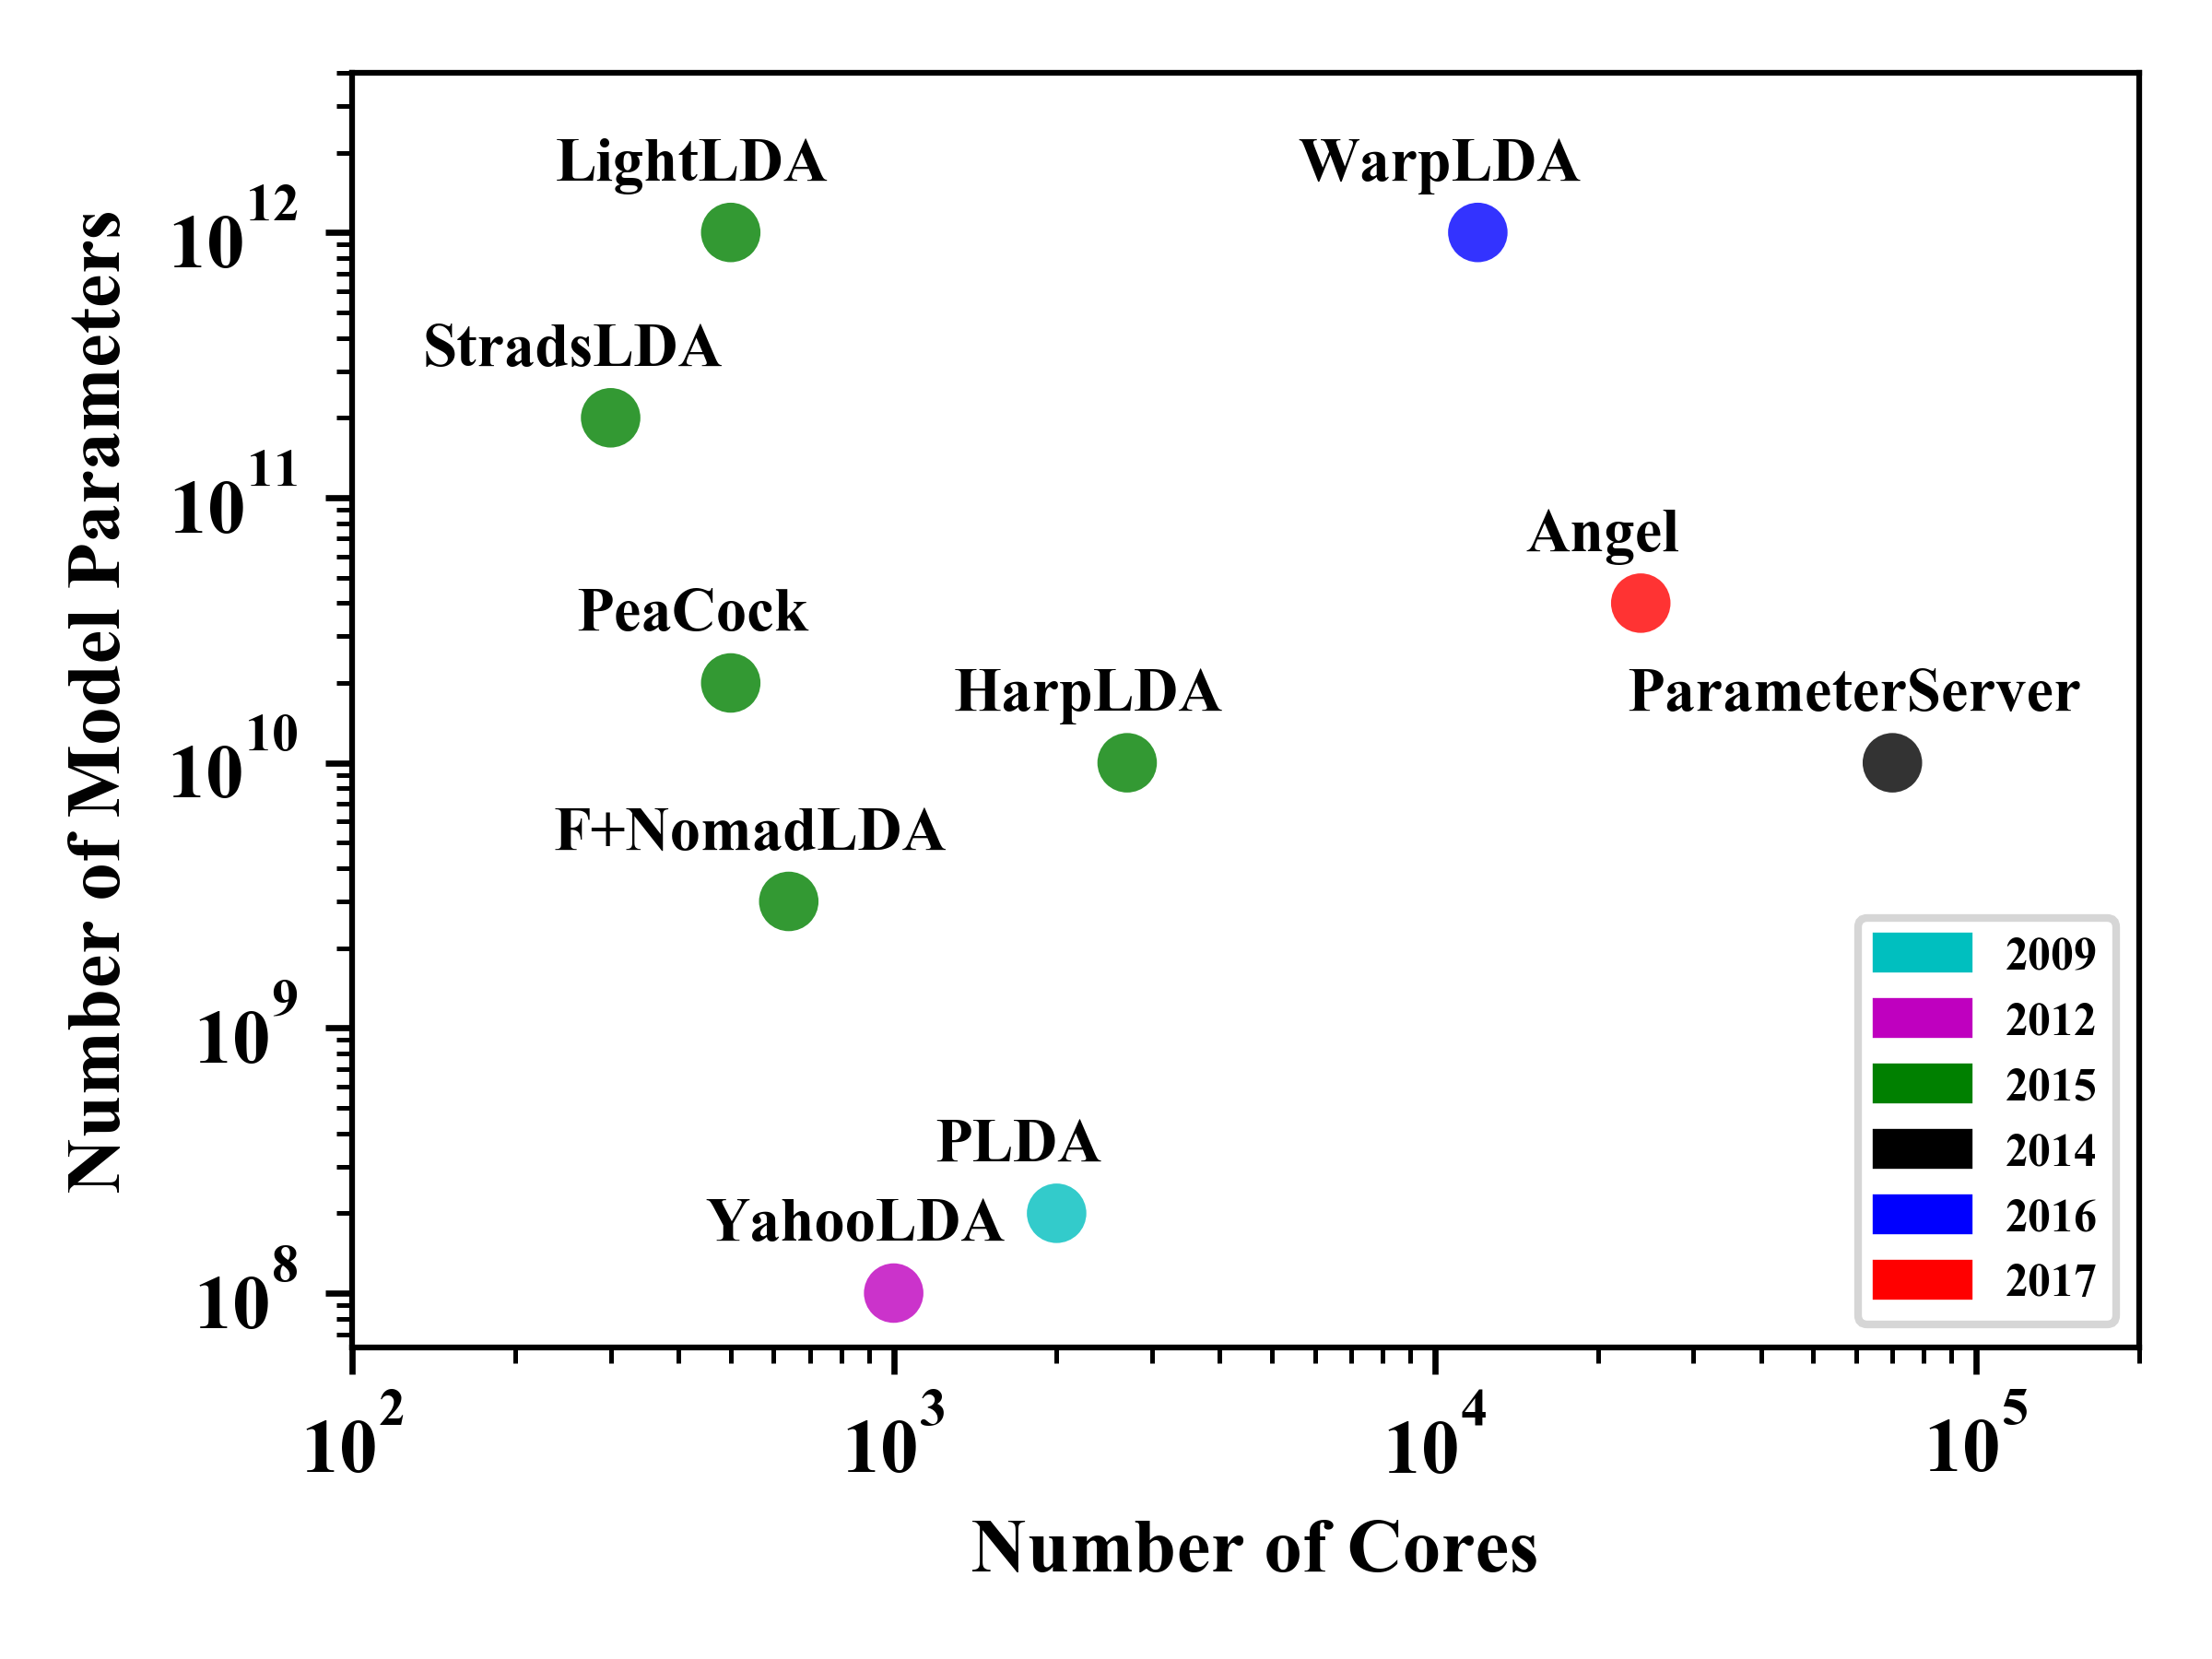 LightLDA
WarpLDA
StradsLDA
Angel
PeaCock
HarpLDA
ParameterServer
F+NomadLDA
PLDA
YahooLDA
Number of Model Parameters
10^12
10^11
10^10
10^9
10^8
2009
2012
2015
2014
2016
2017
10^2 10^3 10^4 10^5
Number of Cores